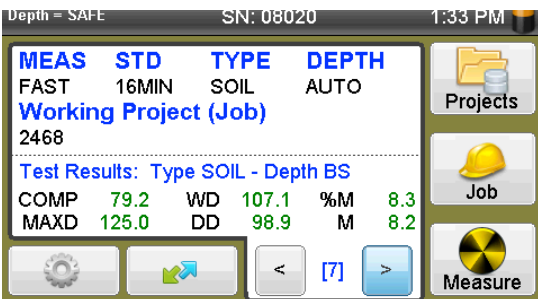 Depth = SAFE SN: 08020 1:33 PM
MEAS STD TYPE DEPTH
FAST 16MIN SOIL AUTO
Working Project (Job)
2468
Test Results: Type SOIL - Depth BS
COMP 79.2 WD 107.1 %M 8.3
MAXD 125.0 DD 98.9 M 8.2
< [7] >
Projects
Job
Measure